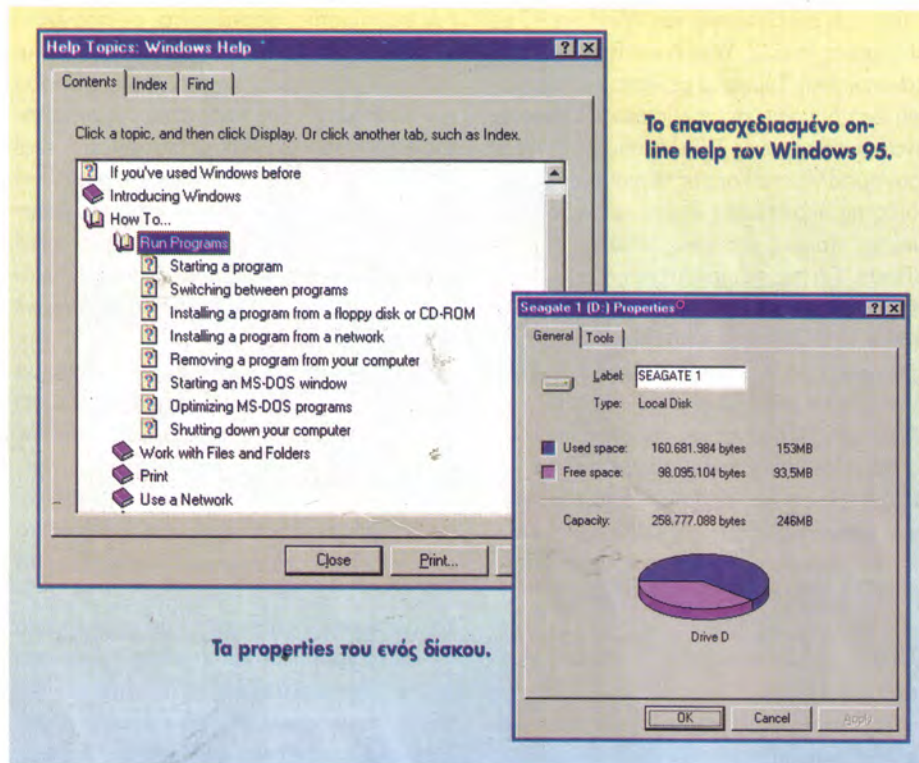 Help Topics: Windows Help
Contents Index Find
Click a topic, and then click Display. Or click another tab, such as Index.
If you've used Windows before
Introducing Windows
How To...
Run Programs
Starting a program
Switching between programs
Installing a program from a floppy disk or CD-ROM
Installing a program from a network
Removing a program from your computer
Starting an MS-DOS window
Optimizing MS-DOS programs
Shutting down your computer
Work with Files and Folders
Print
Use a Network
Close Print...
Το επανασχεδιασμένο on-
line help των Windows 95.
Seagate 1 (D:) Properties
General Tools
Label: SEAGATE 1
Type: Local Disk
Used space: 160.681.984 bytes 153MB
Free space: 98.095.104 bytes 93,5MB
Capacity: 258.777.088 bytes 246MB
Drive D
OK Cancel Apply
Τα properties του ενός δίσκου.